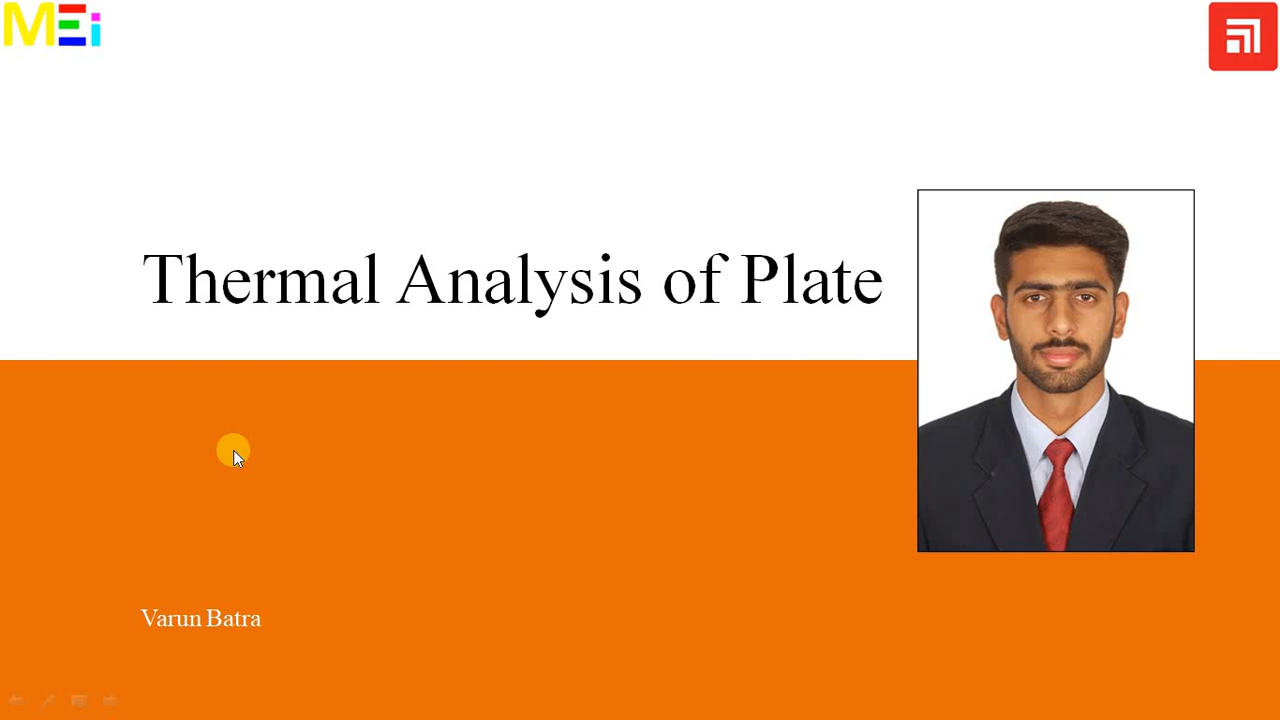 MEi
Thermal Analysis of Plate
Varun Batra